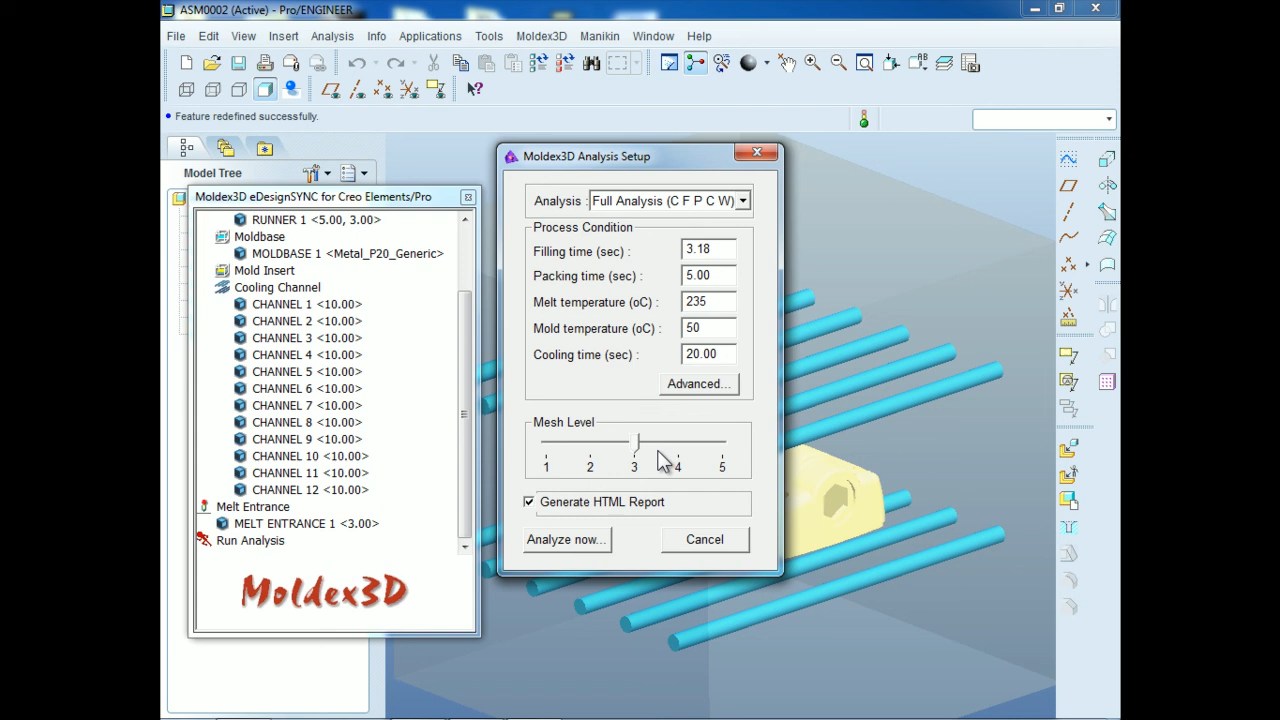 ASM0002 (Active) - Pro/ENGINEER
File Edit View Insert Analysis Info Applications Tools Moldex3D Manikin Window Help
Feature redefined successfully.
Model Tree
Moldex3D eDesignSYNC for Creo Elements/Pro
RUNNER 1 <5.00, 3.00>
Moldbase
MOLDBASE 1 <Metal_P20_Generic>
Mold Insert
Cooling Channel
CHANNEL 1 <10.00>
CHANNEL 2 <10.00>
CHANNEL 3 <10.00>
CHANNEL 4 <10.00>
CHANNEL 5 <10.00>
CHANNEL 6 <10.00>
CHANNEL 7 <10.00>
CHANNEL 8 <10.00>
CHANNEL 9 <10.00>
CHANNEL 10 <10.00>
CHANNEL 11 <10.00>
CHANNEL 12 <10.00>
Melt Entrance
MELT ENTRANCE 1 <3.00>
Run Analysis
Moldex3D
Moldex3D Analysis Setup
Analysis : Full Analysis (C F P C W)
Process Condition
Filling time (sec) : 3.18
Packing time (sec) : 5.00
Melt temperature (oC) : 235
Mold temperature (oC) : 50
Cooling time (sec) : 20.00
Advanced...
Mesh Level
1 2 3 4 5
Generate HTML Report
Analyze now... Cancel